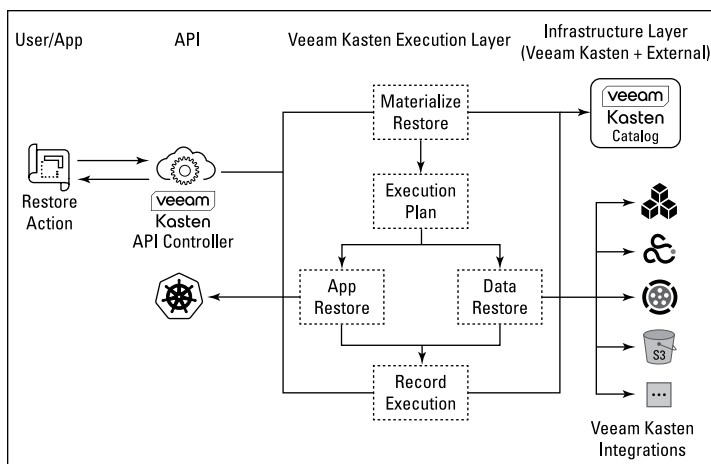 User/App
API
Veeam Kasten Execution Layer
Infrastructure Layer
(Veeam Kasten + External)
Materialize
Restore
veeam
Kasten
Catalog
Execution
Plan
Restore
Action
veeam
Kasten
API Controller
App
Restore
Data
Restore
S3
Record
Execution
Veeam Kasten
Integrations